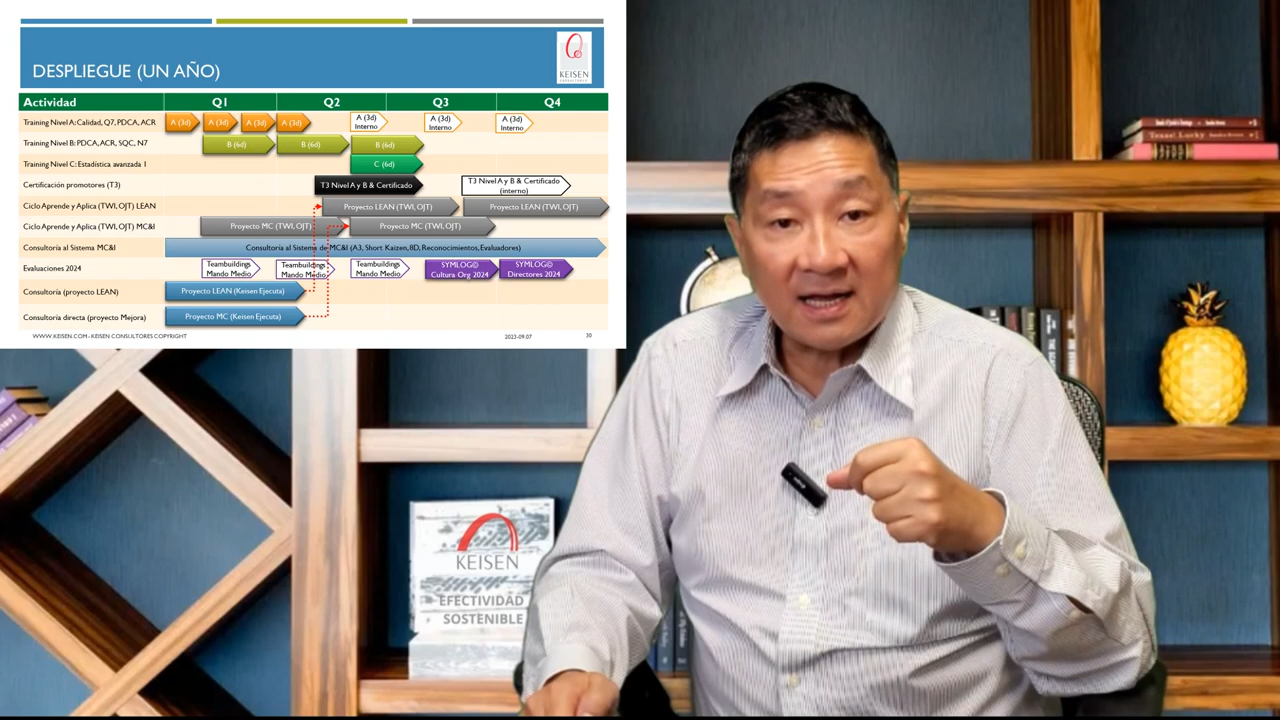 DESPLIEGUE (UN AÑO)
KEISEN
CONSULTORES
Actividad Q1 Q2 Q3 Q4
Training Nivel A: Calidad, Q7, PDCA, ACR A (3d) A (3d) A (3d) A (3d) A (3d) Interno A (3d) Interno A (3d) Interno
Training Nivel B: PDCA, ACR, SQC, N7 B (6d) B (6d) B (6d)
Training Nivel C: Estadística avanzada 1 C (6d)
Certificación promotores (T3) T3 Nivel A y B & Certificado T3 Nivel A y B & Certificado (interno)
Ciclo Aprende y Aplica (TWI, OJT) LEAN Proyecto LEAN (TWI, OJT) Proyecto LEAN (TWI, OJT)
Ciclo Aprende y Aplica (TWI, OJT) MC&I Proyecto MC (TWI, OJT) Proyecto MC (TWI, OJT)
Consultoría al Sistema MC&I Consultoría al Sistema de MC&I (A3, Short Kaizen, 8D, Reconocimientos, Evaluadores)
Evaluaciones 2024 Teambuildings Mando Medio Teambuildings Mando Medio Teambuildings Mando Medio SYMLOG© Cultura Org 2024 SYMLOG© Directores 2024
Consultoría (proyecto LEAN) Proyecto LEAN (Keisen Ejecuta)
Consultoría directa (proyecto Mejora) Proyecto MC (Keisen Ejecuta)
WWW.KEISEN.COM - KEISEN CONSULTORES COPYRIGHT 2023-09-07 30
KEISEN
EFECTIVIDAD
SOSTENIBLE